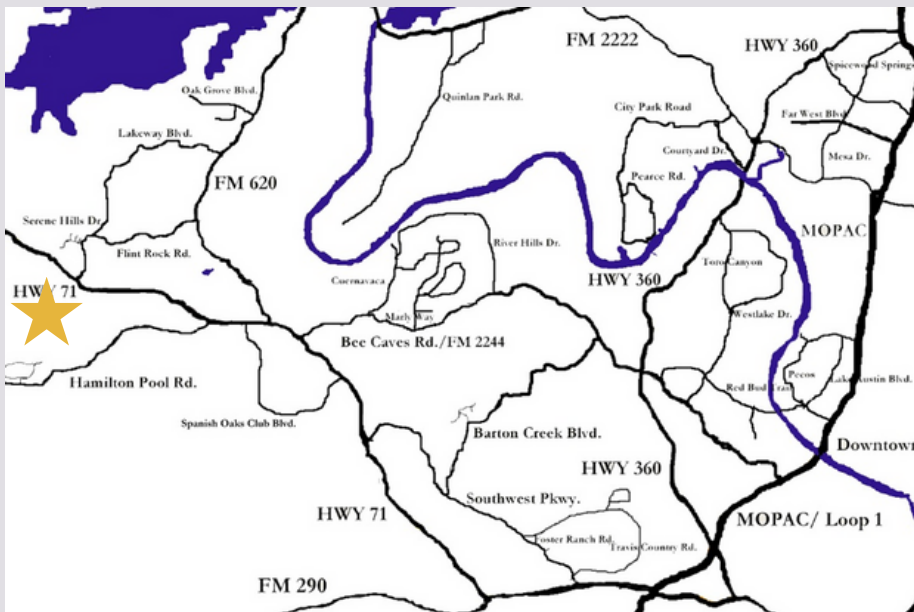 FM 2222
HWY 360
Spicewood Springs
Oak Grove Blvd.
Quinlan Park Rd.
City Park Road
Far West Blvd
Lakeway Blvd.
Courtyard Dr.
Mesa Dr.
FM 620
Pearce Rd.
Serene Hills Dr
MOPAC
River Hills Dr.
Flint Rock Rd.
Toro Canyon
Cuernavaca
HWY 360
HWY 71
Marly Way
Westlake Dr.
Bee Caves Rd./FM 2244
Hamilton Pool Rd.
Pecos
Lake Austin Blvd.
Red Bud Trail
Spanish Oaks Club Blvd.
Barton Creek Blvd.
Downtown
HWY 360
Southwest Pkwy.
HWY 71
MOPAC/ Loop 1
Foster Ranch Rd.
Travis Country Rd.
FM 290